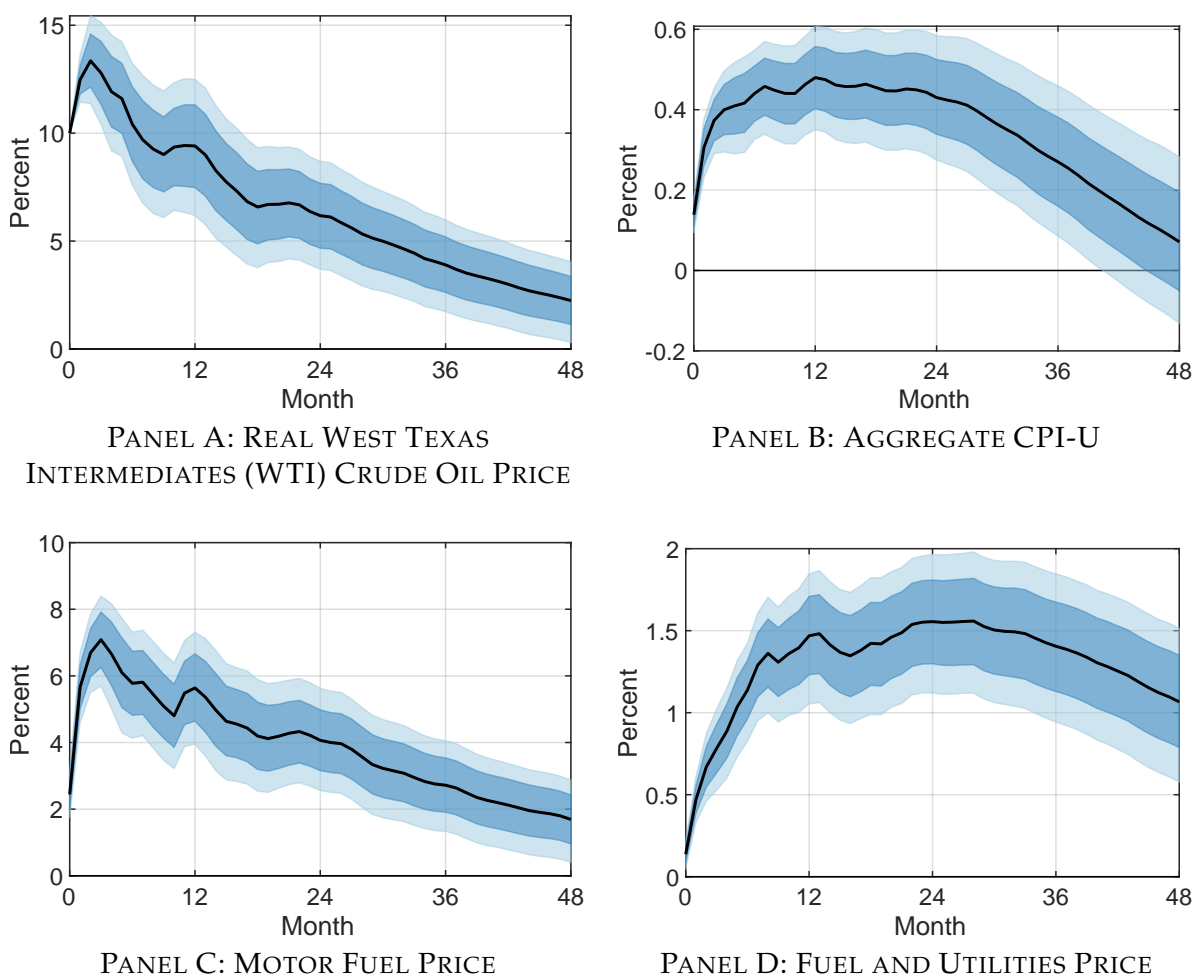 15
10
5
0
Percent
0 12 24 36 48
Month
PANEL A: REAL WEST TEXAS
INTERMEDIATES (WTI) CRUDE OIL PRICE
0.6
0.4
0.2
0
-0.2
Percent
0 12 24 36 48
Month
PANEL B: AGGREGATE CPI-U
10
8
6
4
2
0
Percent
0 12 24 36 48
Month
PANEL C: MOTOR FUEL PRICE
2
1.5
1
0.5
0
Percent
0 12 24 36 48
Month
PANEL D: FUEL AND UTILITIES PRICE